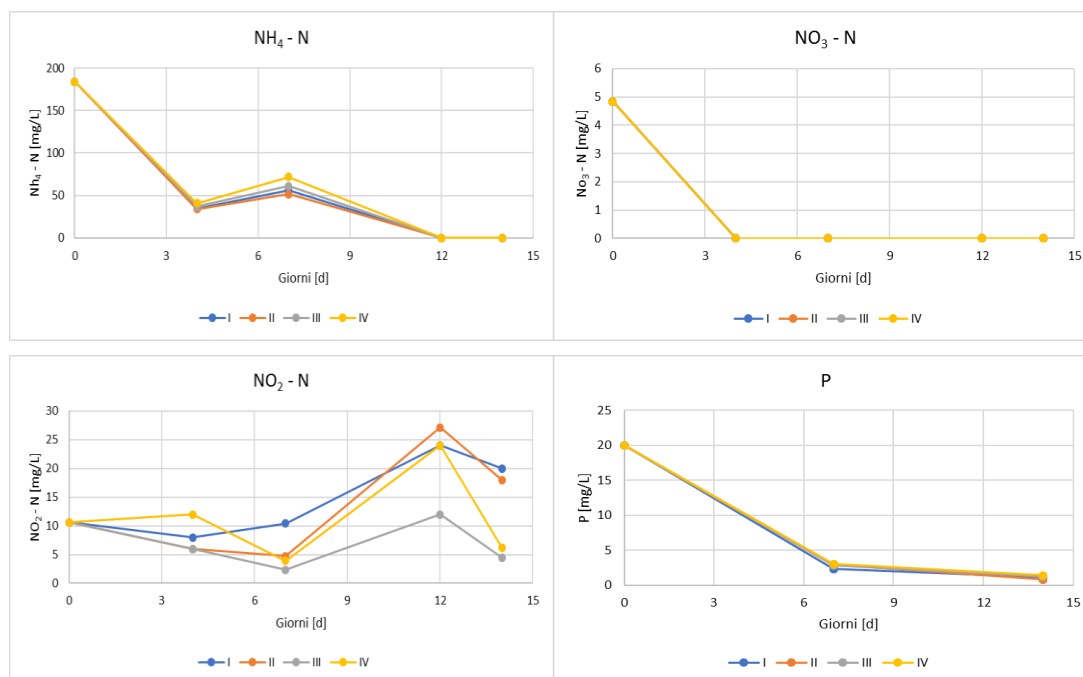 NH₄ - N
200
150
100
50
0
Nh₄ - N [mg/L]
0 3 6 9 12 15
Giorni [d]
I II III IV
NO₃ - N
6
5
4
3
2
1
0
No₃ - N [mg/L]
0 3 6 9 12 15
Giorni [d]
I II III IV
NO₂ - N
30
25
20
15
10
5
0
NO₂ - N [mg/L]
0 3 6 9 12 15
Giorni [d]
I II III IV
P
25
20
15
10
5
0
P [mg/L]
0 3 6 9 12 15
Giorni [d]
I II III IV